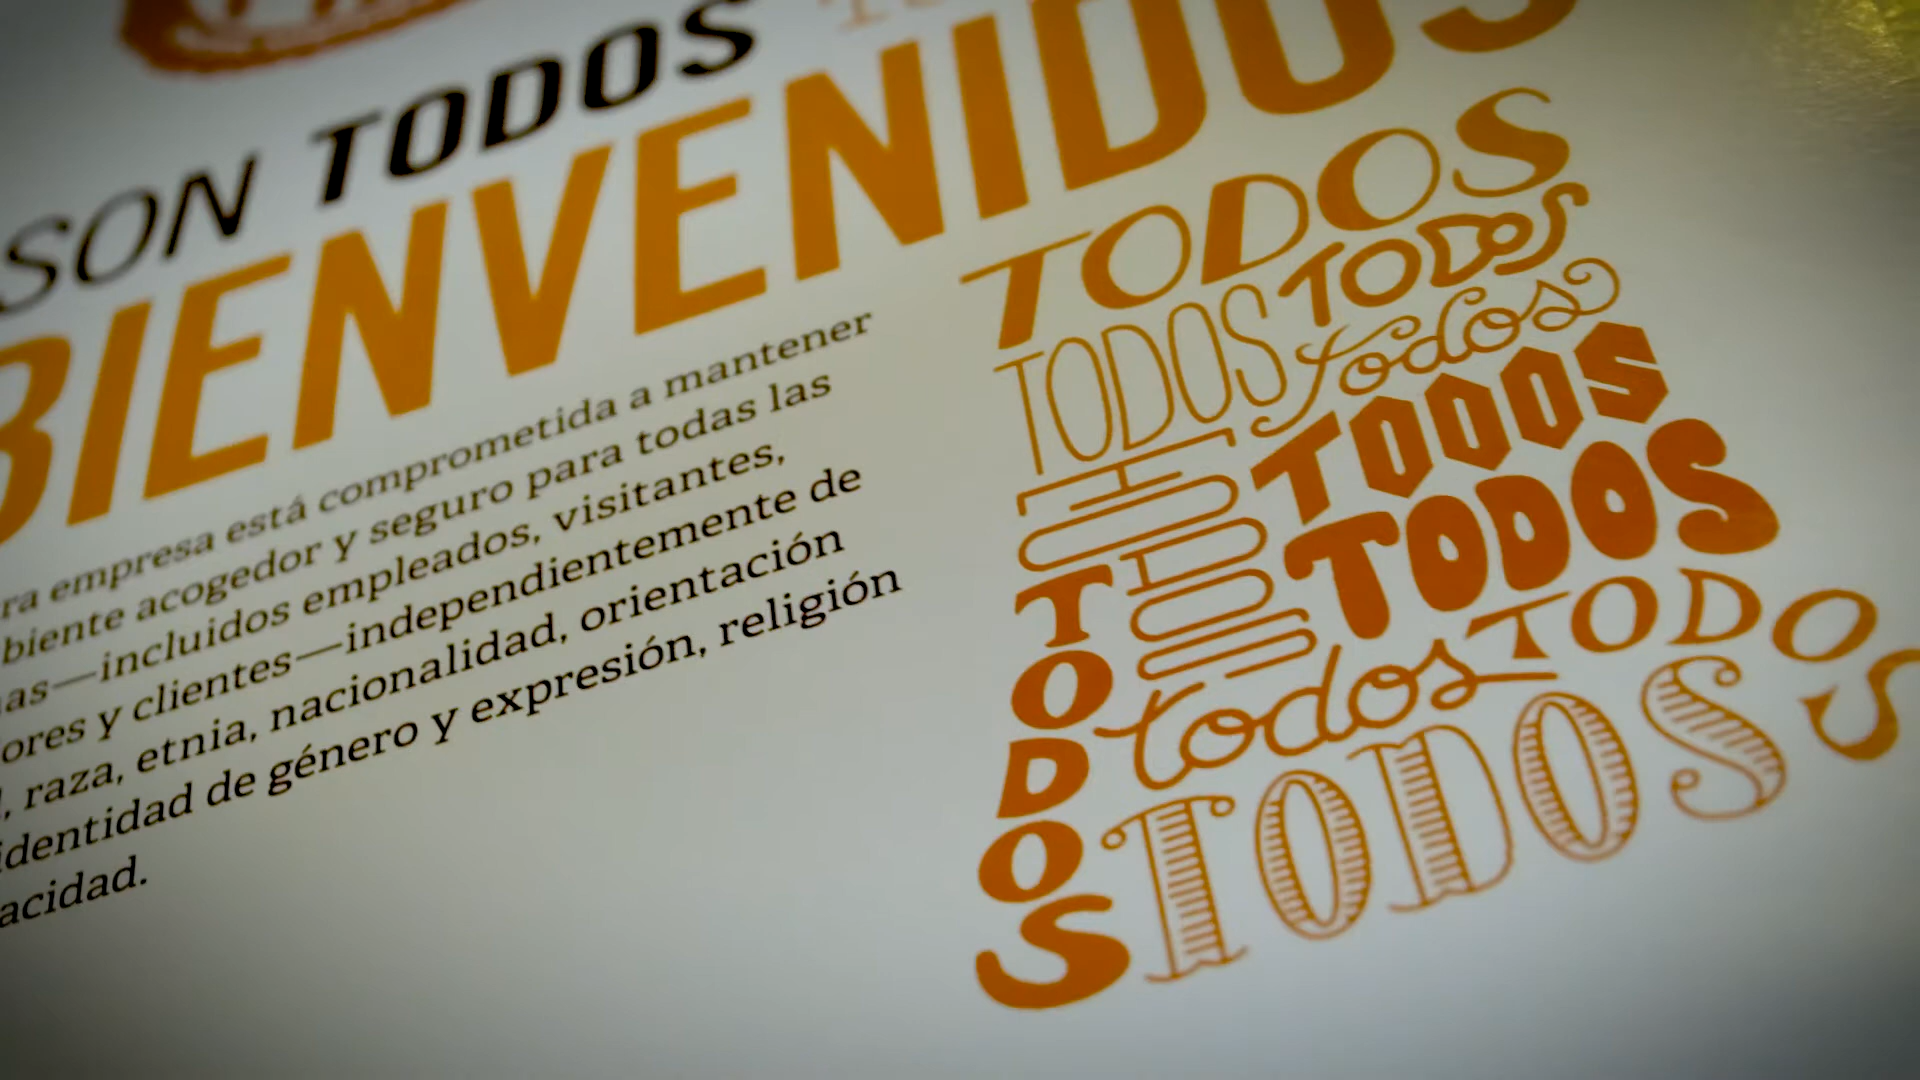 SON TODOS
BIENVENIDOS
ra empresa está comprometida a mantener
biente acogedor y seguro para todas las
as—incluidos empleados, visitantes,
ores y clientes—independientemente de
, raza, etnia, nacionalidad, orientación
identidad de género y expresión, religión
acidad.
TODOS
TODOS
TODOS
todos
TODOS
TODOS
TODOS
TODOS
todos
TODOS
TODOS